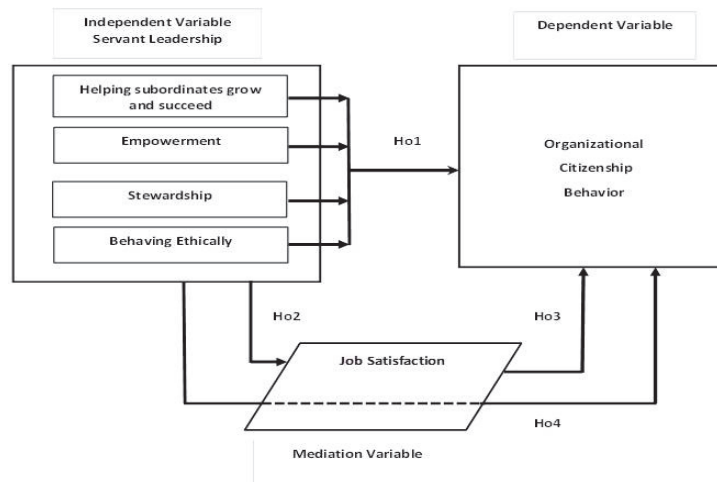 Independent Variable
Servant Leadership
Dependent Variable
Helping subordinates grow
and succeed
Empowerment
Stewardship
Behaving Ethically
Ho1
Organizational
Citizenship
Behavior
Ho2
Ho3
Job Satisfaction
Ho4
Mediation Variable